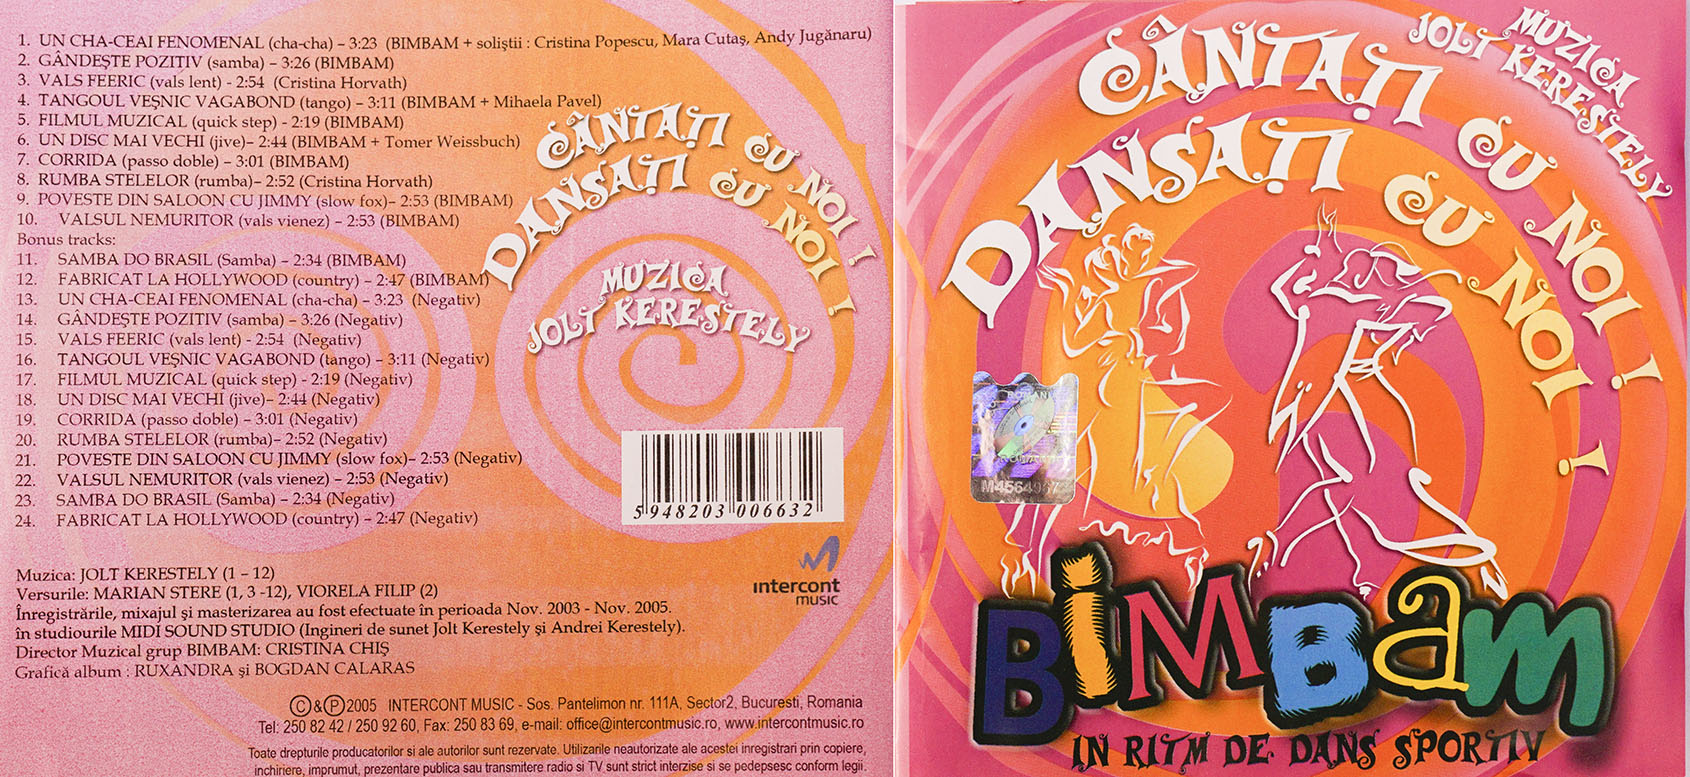 1. UN CHA-CEAI FENOMENAL (cha-cha) – 3:23 (BIMBAM + soliştii : Cristina Popescu, Mara Cutaş, Andy Jugănaru)
2. GÂNDEŞTE POZITIV (samba) – 3:26 (BIMBAM)
3. VALS FEERIC (vals lent) - 2:54 (Cristina Horvath)
4. TANGOUL VEŞNIC VAGABOND (tango) – 3:11 (BIMBAM + Mihaela Pavel)
5. FILMUL MUZICAL (quick step) - 2:19 (BIMBAM)
6. UN DISC MAI VECHI (jive)– 2:44 (BIMBAM + Tomer Weissbuch)
7. CORRIDA (passo doble) – 3:01 (BIMBAM)
8. RUMBA STELELOR (rumba)– 2:52 (Cristina Horvath)
9. POVESTE DIN SALOON CU JIMMY (slow fox)– 2:53 (BIMBAM)
10. VALSUL NEMURITOR (vals vienez) – 2:53 (BIMBAM)
Bonus tracks:
11. SAMBA DO BRASIL (Samba) – 2:34 (BIMBAM)
12. FABRICAT LA HOLLYWOOD (country) – 2:47 (BIMBAM)
13. UN CHA-CEAI FENOMENAL (cha-cha) – 3:23 (Negativ)
14. GÂNDEŞTE POZITIV (samba) – 3:26 (Negativ)
15. VALS FEERIC (vals lent) - 2:54 (Negativ)
16. TANGOUL VEŞNIC VAGABOND (tango) – 3:11 (Negativ)
17. FILMUL MUZICAL (quick step) – 2:19 (Negativ)
18. UN DISC MAI VECHI (jive)– 2:44 (Negativ)
19. CORRIDA (passo doble) – 3:01 (Negativ)
20. RUMBA STELELOR (rumba)– 2:52 (Negativ)
21. POVESTE DIN SALOON CU JIMMY (slow fox)– 2:53 (Negativ)
22. VALSUL NEMURITOR (vals vienez) – 2:53 (Negativ)
23. SAMBA DO BRASIL (Samba) – 2:34 (Negativ)
24. FABRICAT LA HOLLYWOOD (country) – 2:47 (Negativ)
Muzica: JOLT KERESTELY (1 – 12)
Versurile: MARIAN STERE (1, 3 -12), VIORELA FILIP (2)
Înregistrările, mixajul şi masterizarea au fost efectuate în perioada Nov. 2003 - Nov. 2005.
în studiourile MIDI SOUND STUDIO (Ingineri de sunet Jolt Kerestely şi Andrei Kerestely).
Director Muzical grup BIMBAM: CRISTINA CHIŞ
Grafică album : RUXANDRA şi BOGDAN CALARAS
CÂNTAȚI CU NOI !
DANSAȚI CU NOI !
MUZICA
JOLT KERESTELY
5 948203 006632
intercont
music
©&℗2005 INTERCONT MUSIC - Sos. Pantelimon nr. 111A, Sector2, Bucuresti, Romania
Tel: 250 82 42 / 250 92 60, Fax: 250 83 69, e-mail: office@intercontmusic.ro, www.intercontmusic.ro
Toate drepturile producatorilor si ale autorilor sunt rezervate. Utilizarile neautorizate ale acestei inregistrari prin copiere,
inchiriere, imprumut, prezentare publica sau transmitere radio si TV sunt strict interzise si se pedepsesc conform legii.
MUZICA
JOLT KERESTELY
CÂNTAȚI CU NOI !
DANSAȚI CU NOI !
BIMBAM
IN RITM DE DANS SPORTIV